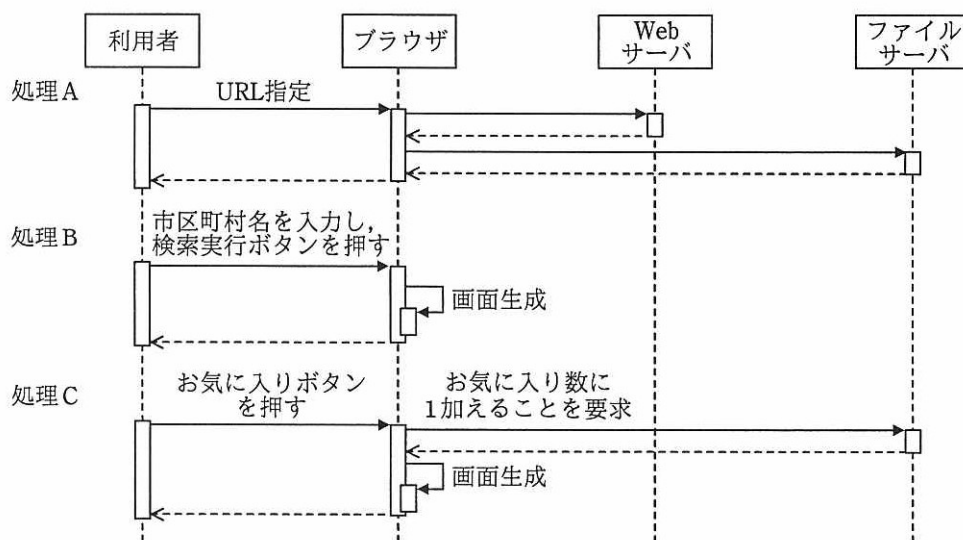 利用者
ブラウザ
Web
サーバ
ファイル
サーバ
処理A
URL指定
処理B
市区町村名を入力し,
検索実行ボタンを押す
画面生成
処理C
お気に入りボタン
を押す
お気に入り数に
1加えることを要求
画面生成